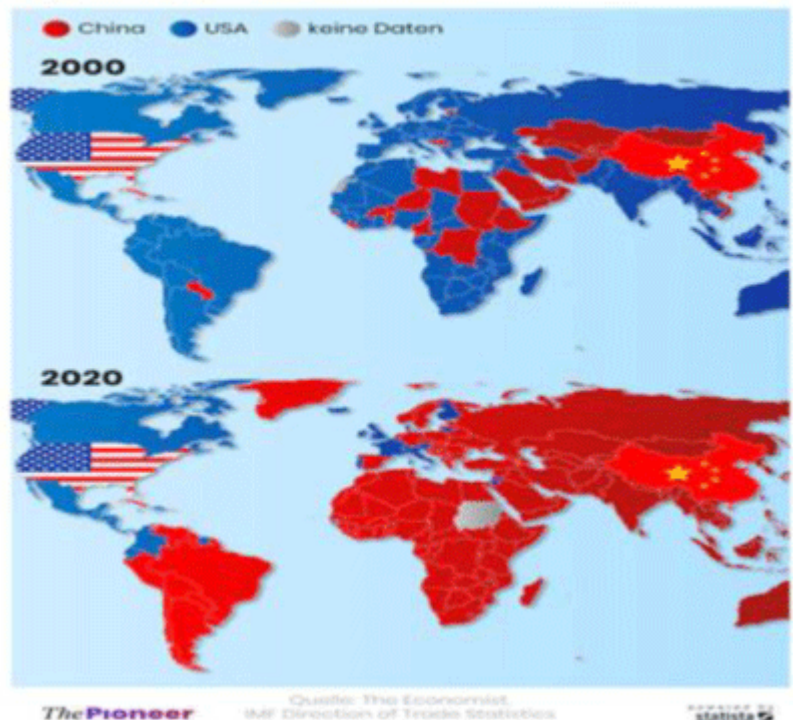 China USA keine Daten
2000
2020
Quelle: The Economist,
The Pioneer IMF Direction of Trade Statistics
statista